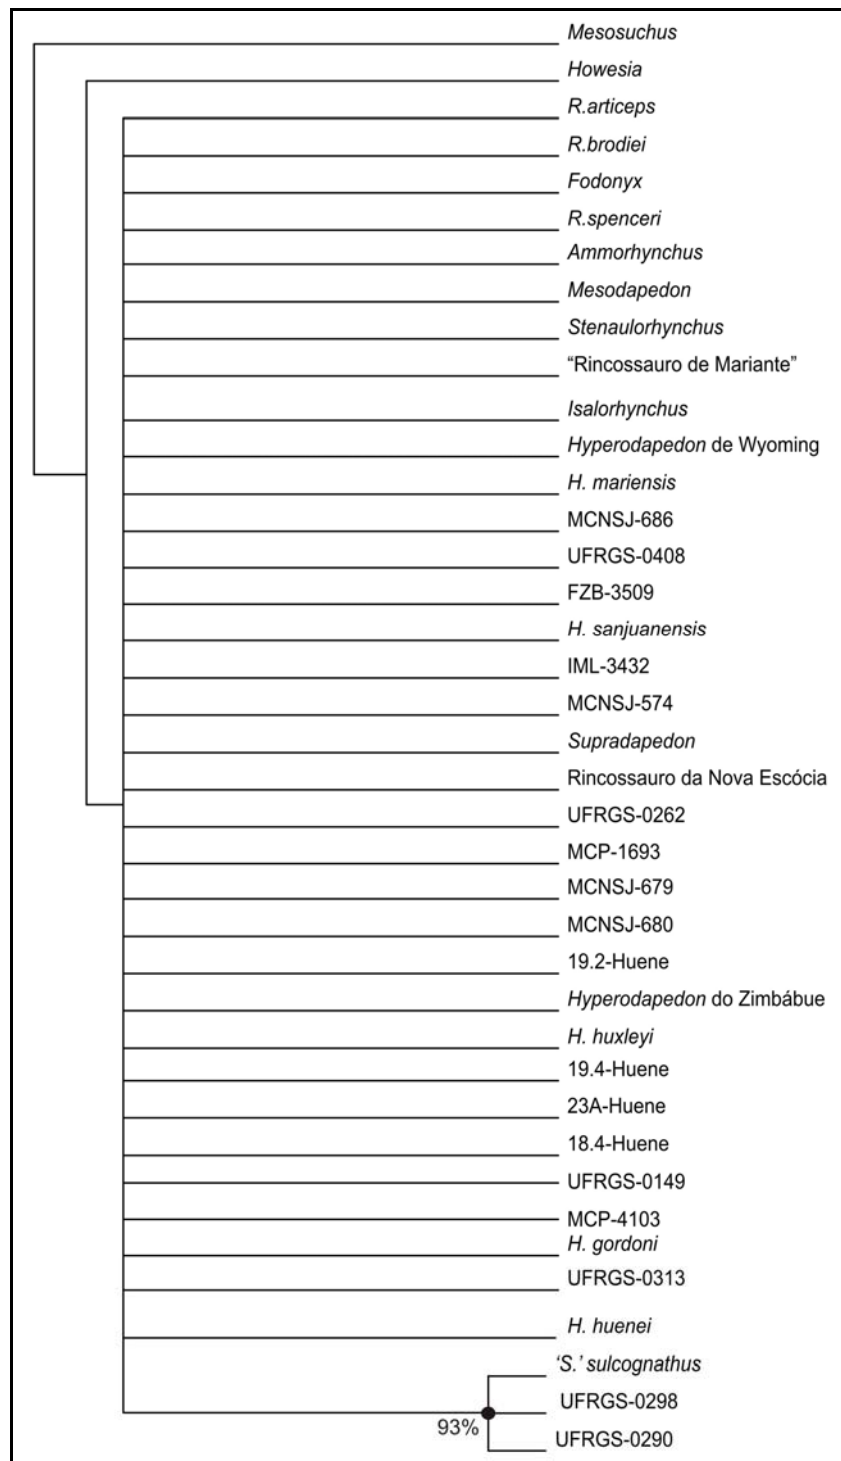 Mesosuchus
Howesia
R.articeps
R.brodiei
Fodonyx
R.spenceri
Ammorhynchus
Mesodapedon
Stenaulorhynchus
“Rincossauro de Mariante”
Isalorhynchus
Hyperodapedon de Wyoming
H. mariensis
MCNSJ-686
UFRGS-0408
FZB-3509
H. sanjuanensis
IML-3432
MCNSJ-574
Supradapedon
Rincossauro da Nova Escócia
UFRGS-0262
MCP-1693
MCNSJ-679
MCNSJ-680
19.2-Huene
Hyperodapedon do Zimbábue
H. huxleyi
19.4-Huene
23A-Huene
18.4-Huene
UFRGS-0149
MCP-4103
H. gordoni
UFRGS-0313
H. huenei
‘S.’ sulcognathus
UFRGS-0298
93%
UFRGS-0290